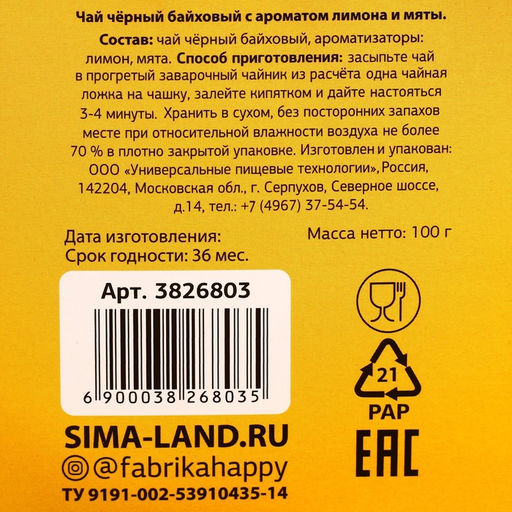 Чай чёрный байховый с ароматом лимона и мяты.
Состав: чай чёрный байховый, ароматизаторы:
лимон, мята. Способ приготовления: засыпьте чай
в прогретый заварочный чайник из расчёта одна чайная
ложка на чашку, залейте кипятком и дайте настояться
3-4 минуты. Хранить в сухом, без посторонних запахов
месте при относительной влажности воздуха не более
70 % в плотно закрытой упаковке. Изготовлен и упакован:
ООО «Универсальные пищевые технологии»,Россия,
142204, Московская обл., г. Серпухов, Северное шоссе,
д.14, тел.: +7 (4967) 37-54-54.
Дата изготовления:
Срок годности: 36 мес.
Масса нетто: 100 г
Арт. 3826803
6 900038 268035
21
PAP
SIMA-LAND.RU
@fabrikahappy
ТУ 9191-002-53910435-14
EAC